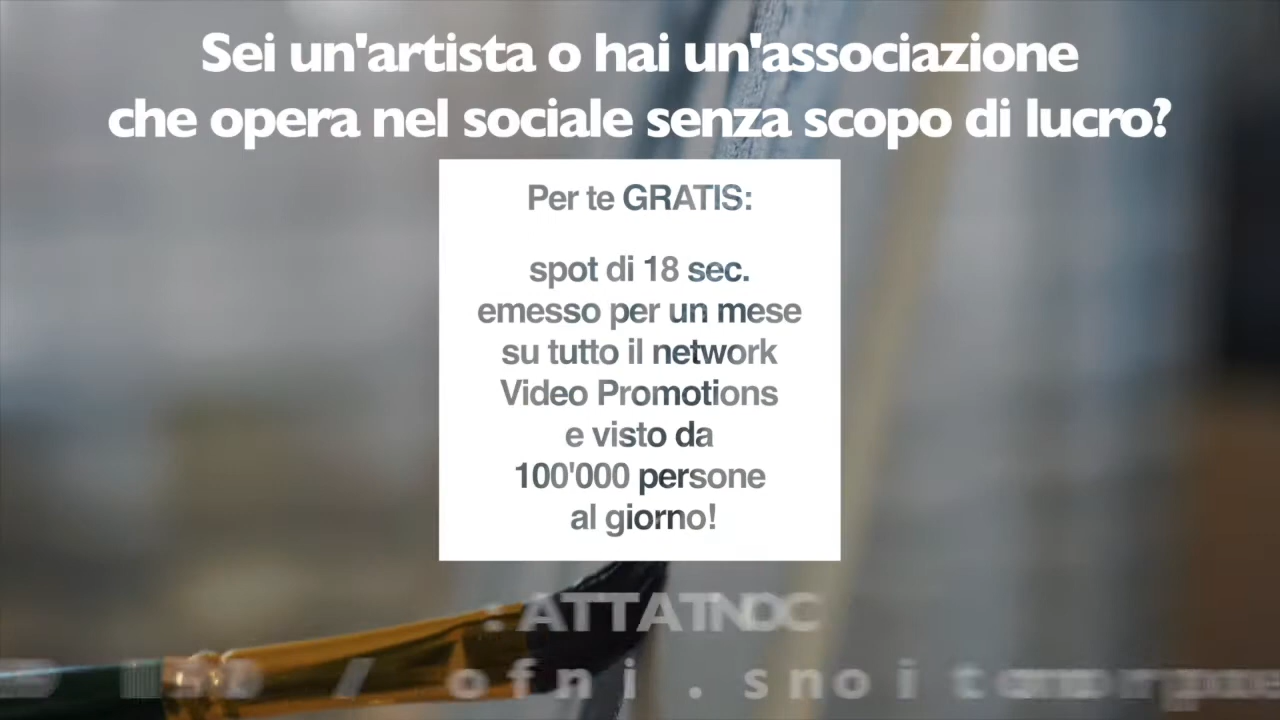 Sei un'artista o hai un'associazione
che opera nel sociale senza scopo di lucro?
Per te GRATIS:
spot di 18 sec.
emesso per un mese
su tutto il network
Video Promotions
e visto da
100'000 persone
al giorno!